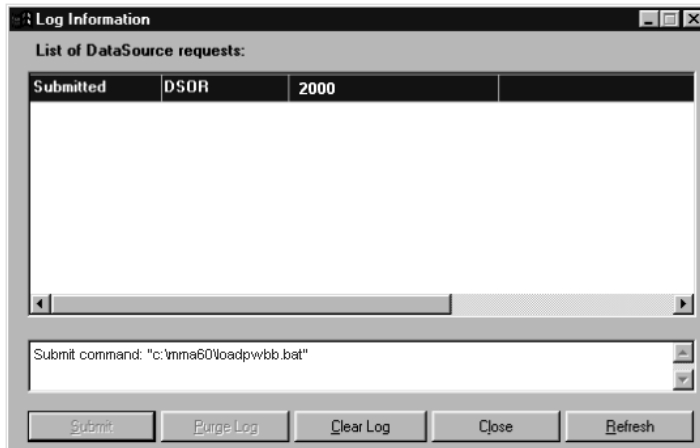 Log Information
List of DataSource requests:
Submitted DSOR 2000
Submit command: "c:\mma60\loadpwbb.bat"
Submit Purge Log Clear Log Close Refresh